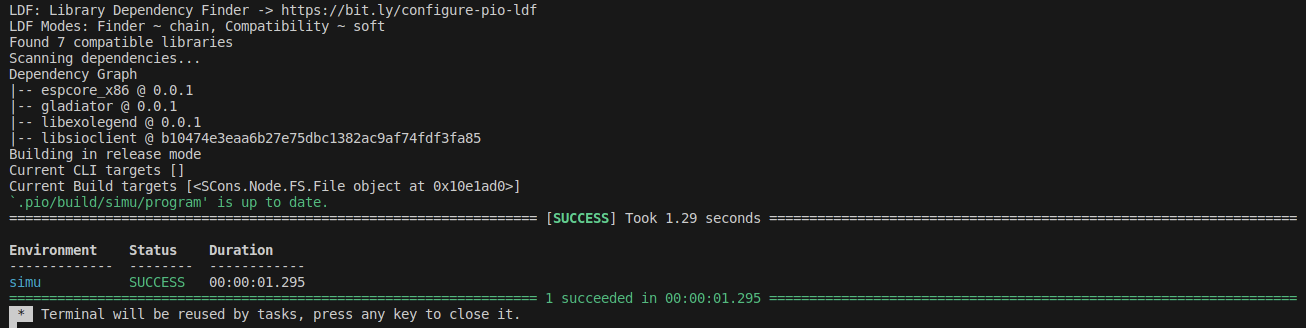 LDF: Library Dependency Finder -> https://bit.ly/configure-pio-ldf
LDF Modes: Finder ~ chain, Compatibility ~ soft
Found 7 compatible libraries
Scanning dependencies...
Dependency Graph
|-- espcore_x86 @ 0.0.1
|-- gladiator @ 0.0.1
|-- libexolegend @ 0.0.1
|-- libsioclient @ b10474e3eaa6b27e75dbc1382ac9af74fdf3fa85
Building in release mode
Current CLI targets []
Current Build targets [<SCons.Node.FS.File object at 0x10e1ad0>]
`.pio/build/simu/program' is up to date.
================================================================== [SUCCESS] Took 1.29 seconds ==================================================================
Environment    Status    Duration
-------------  --------  ------------
simu           SUCCESS   00:00:01.295
================================================================== 1 succeeded in 00:00:01.295 ==================================================================
* Terminal will be reused by tasks, press any key to close it.